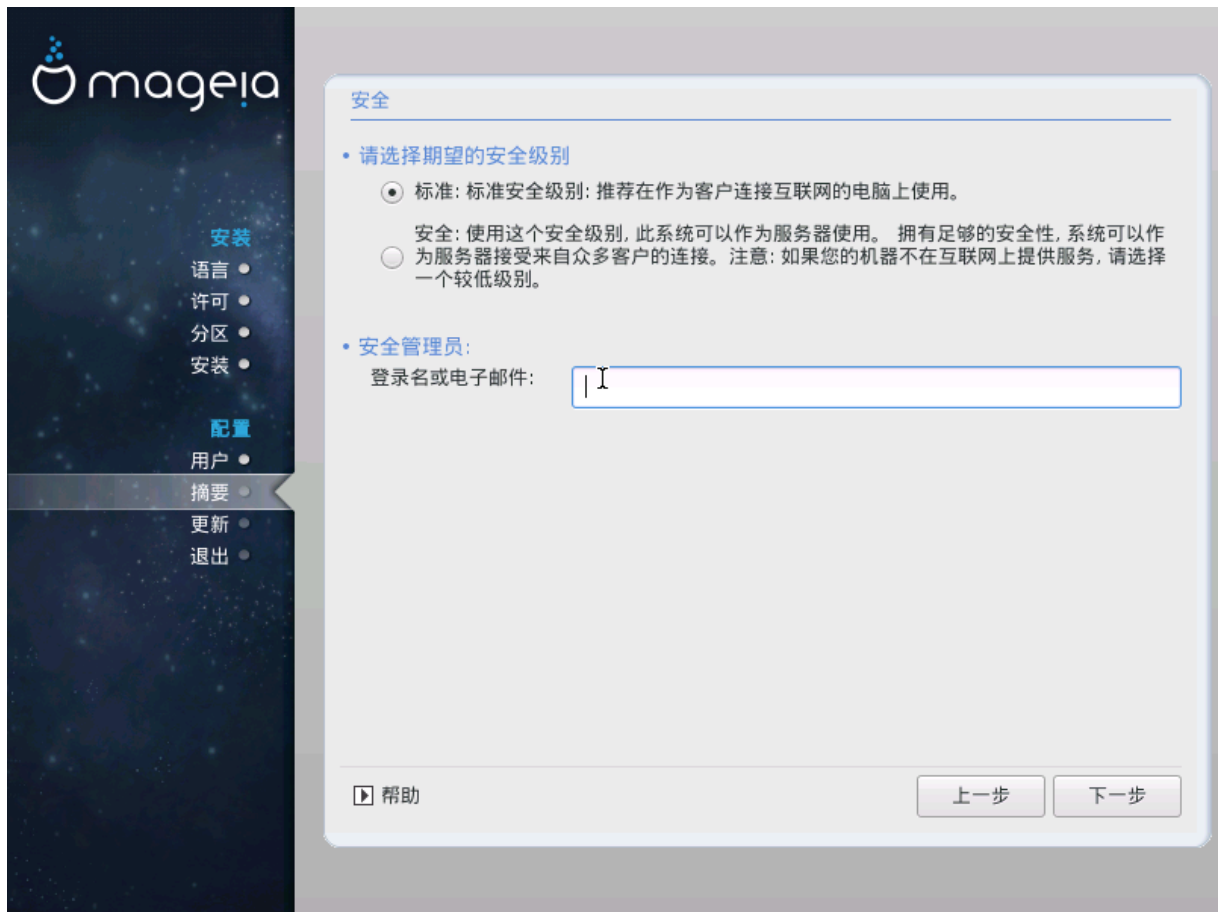 mageia
安装
语言
许可
分区
安装
配置
用户
摘要
更新
退出
安全
• 请选择期望的安全级别
标准: 标准安全级别: 推荐在作为客户连接互联网的电脑上使用。
安全: 使用这个安全级别, 此系统可以作为服务器使用。 拥有足够的安全性, 系统可以作
为服务器接受来自众多客户的连接。注意: 如果您的机器不在互联网上提供服务, 请选择
一个较低级别。
• 安全管理员:
登录名或电子邮件:
帮助
上一步
下一步